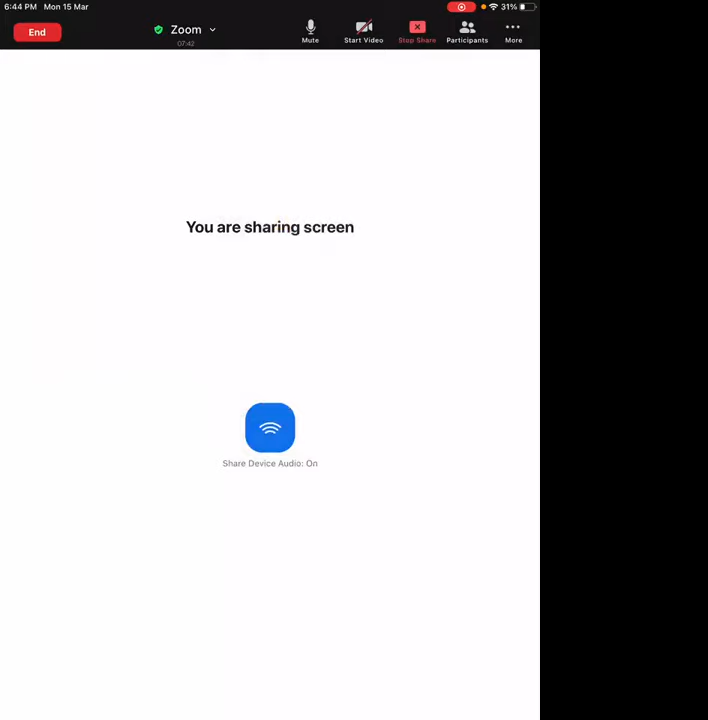 6:44 PM Mon 15 Mar
31%
End
Zoom
07:42
Mute
Start Video
Stop Share
Participants
More
You are sharing screen
Share Device Audio: On